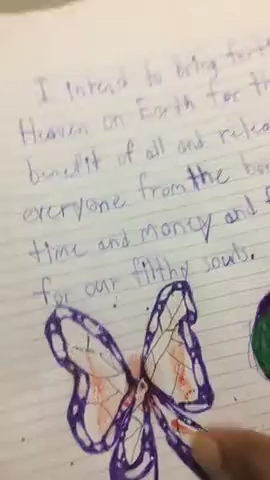 I intend to bring forth
Heaven on Earth for the
benefit of all and release
everyone from the
time and money and
for our filthy souls.